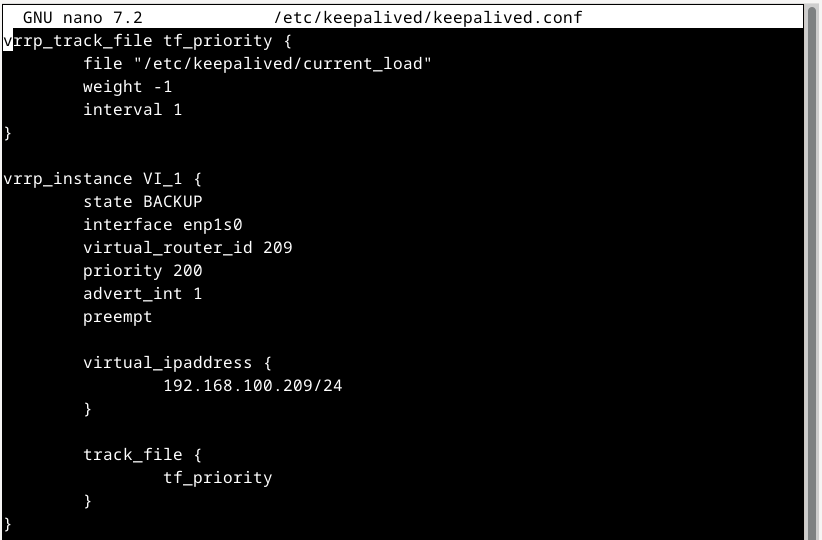 GNU nano 7.2 /etc/keepalived/keepalived.conf
vrrp_track_file tf_priority {
file "/etc/keepalived/current_load"
weight -1
interval 1
}
vrrp_instance VI_1 {
state BACKUP
interface enp1s0
virtual_router_id 209
priority 200
advert_int 1
preempt
virtual_ipaddress {
192.168.100.209/24
}
track_file {
tf_priority
}
}